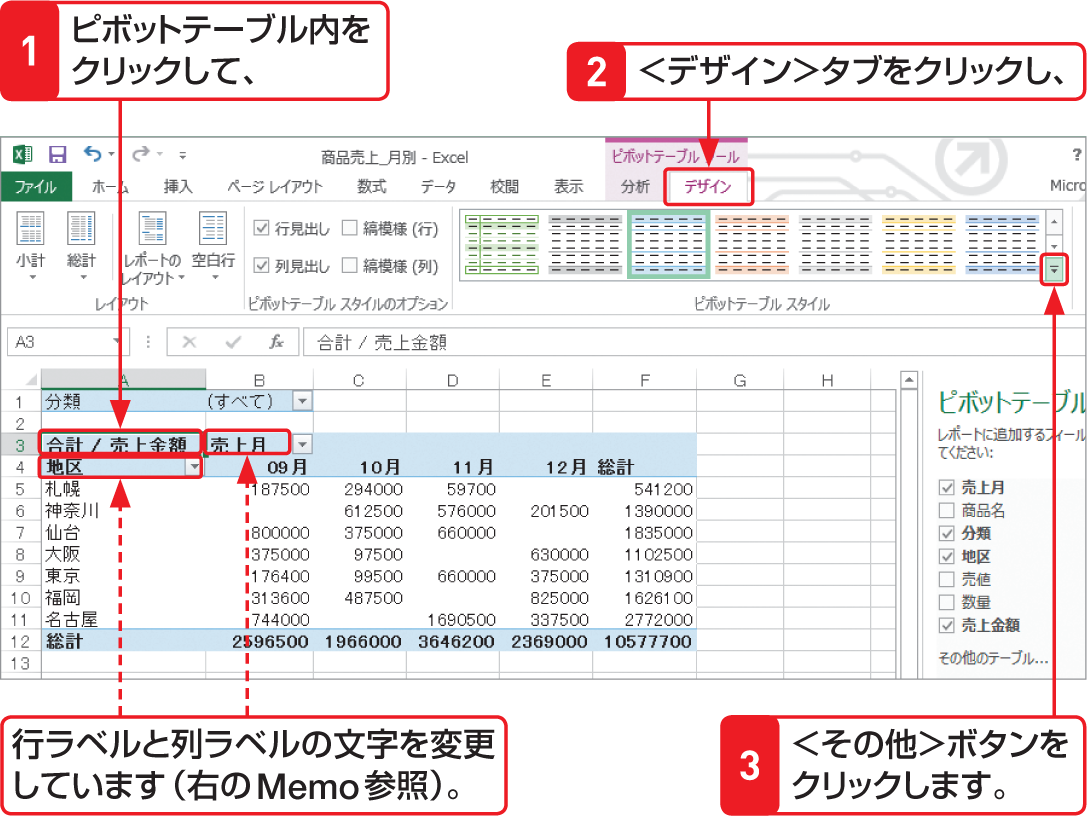 1
ピボットテーブル内を
クリックして、
2
<デザイン>タブをクリックし、
商品売上_月別 - Excel
ピボットテーブル ツール
?
ファイル ホーム 挿入 ページ レイアウト 数式 データ 校閲 表示 分析 デザイン Micro
小計 総計 レポートの レイアウト 空白行
行見出し 縞模様 (行)
列見出し 縞模様 (列)
レイアウト ピボットテーブル スタイルのオプション ピボットテーブル スタイル
A3 fx 合計 / 売上金額
A B C D E F G H
1 分類 (すべて)
2
3 合計 / 売上金額 売上月
4 地区 09月 10月 11月 12月 総計
5 札幌 187500 294000 59700 541200
6 神奈川 612500 576000 201500 1390000
7 仙台 800000 375000 660000 1835000
8 大阪 375000 97500 630000 1102500
9 東京 176400 99500 660000 375000 1310900
10 福岡 313600 487500 825000 1626100
11 名古屋 744000 1690500 337500 2772000
12 総計 2596500 1966000 3646200 2369000 10577700
13
ピボットテーブル
レポートに追加するフィール
てください:
売上月
商品名
分類
地区
売値
数量
売上金額
その他のテーブル...
行ラベルと列ラベルの文字を変更
しています(右のMemo参照)。
3
<その他>ボタンを
クリックします。